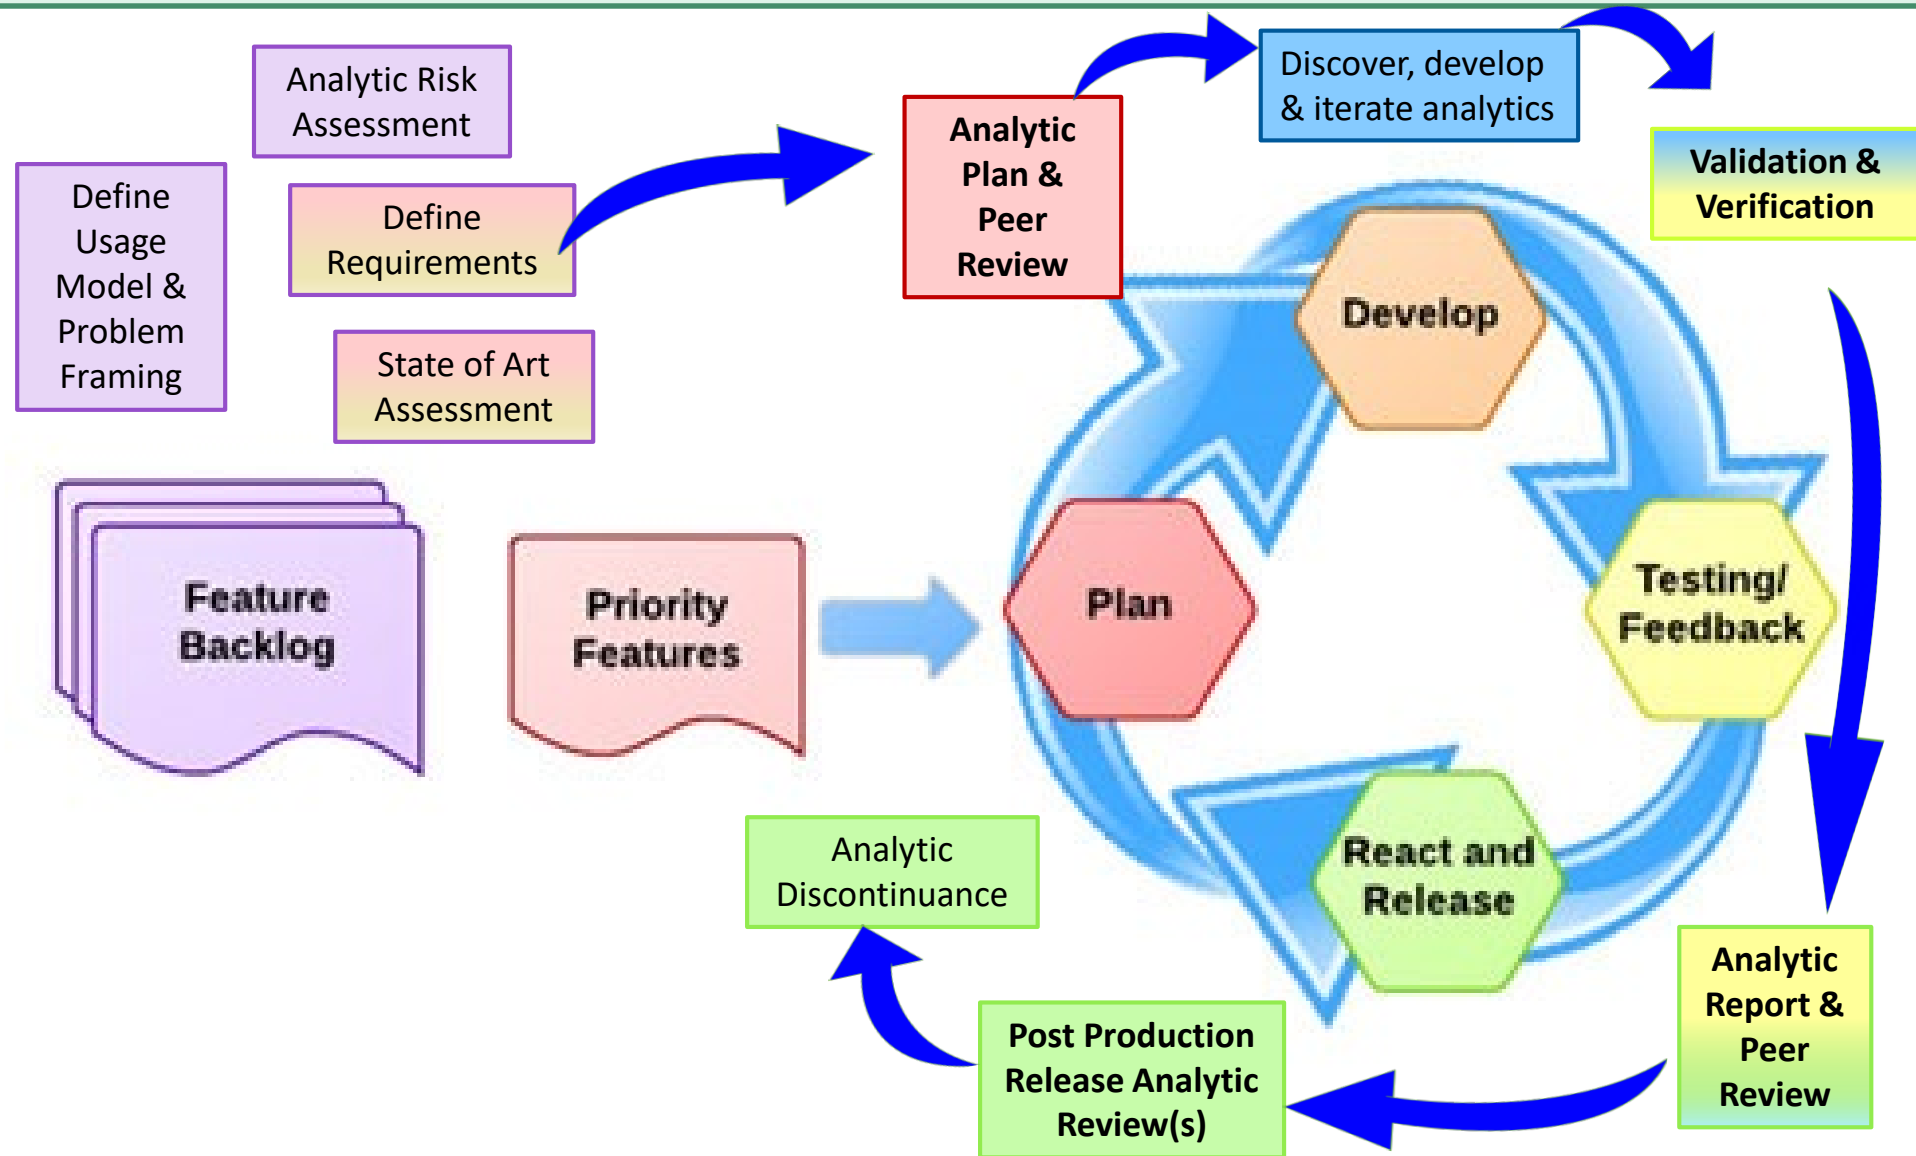 Analytic Risk
Assessment
Define
Usage
Model &
Problem
Framing
Define
Requirements
State of Art
Assessment
Analytic
Plan &
Peer
Review
Discover, develop
& iterate analytics
Validation &
Verification
Develop
Feature
Backlog
Priority
Features
Plan
Testing/
Feedback
React and
Release
Analytic
Discontinuance
Post Production
Release Analytic
Review(s)
Analytic
Report &
Peer
Review